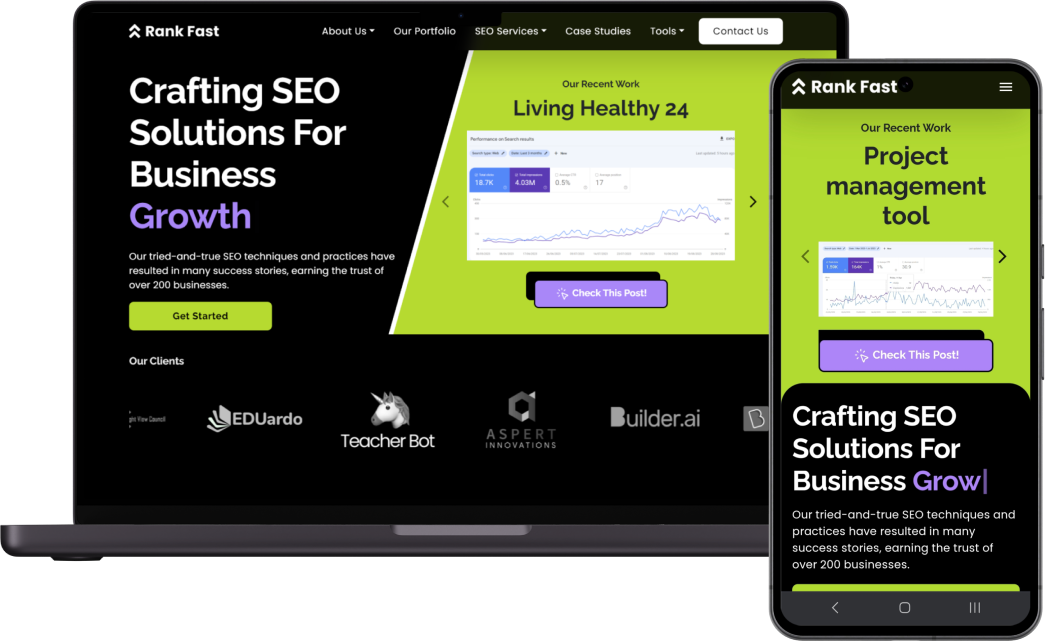 Rank Fast
About Us
Our Portfolio
SEO Services
Case Studies
Tools
Contact Us
Crafting SEO
Solutions For
Business
Growth
Our tried-and-true SEO techniques and practices have
resulted in many success stories, earning the trust of
over 200 businesses.
Get Started
Our Recent Work
Living Healthy 24
Performance on Search results
18.7K
4.03M
0.5%
17
Check This Post!
Our Clients
ght View Council
EDUardo
Teacher Bot
ASPERT
INNOVATIONS
Builder.ai
B
Rank Fast
Our Recent Work
Project
management
tool
Check This Post!
Crafting SEO
Solutions For
Business Grow
Our tried-and-true SEO techniques and
practices have resulted in many
success stories, earning the trust of
over 200 businesses.